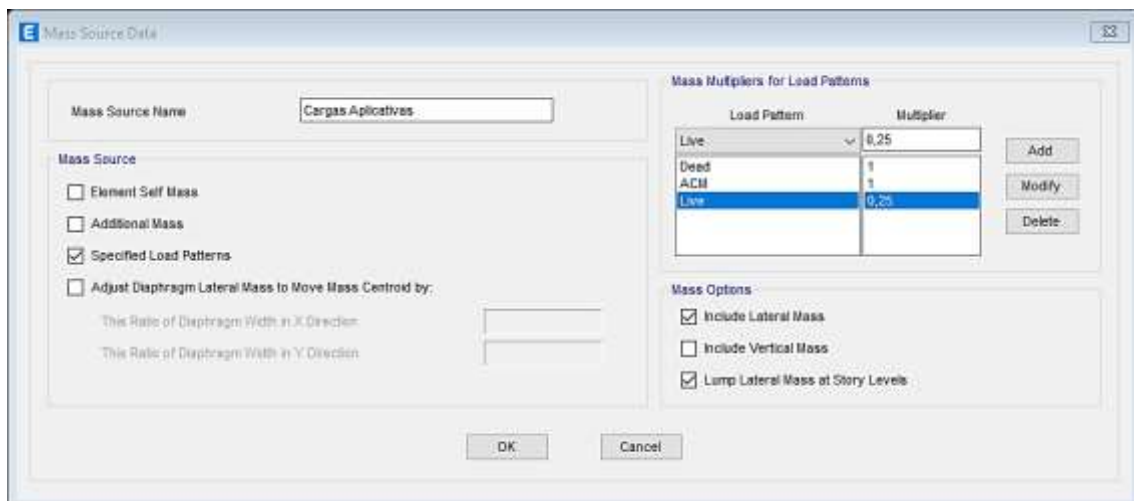 E Mass Source Data
Mass Source Name
Cargas Aplicativas
Mass Source
Element Self Mass
Additional Mass
Specified Load Patterns
Adjust Diaphragm Lateral Mass to Move Mass Centroid by:
This Ratio of Diaphragm Width in X Direction
This Ratio of Diaphragm Width in Y Direction
Mass Multipliers for Load Patterns
Load Pattern Multiplier
Live 0,25
Dead 1
ACM 1
Live 0,25
Add
Modify
Delete
Mass Options
Include Lateral Mass
Include Vertical Mass
Lump Lateral Mass at Story Levels
OK Cancel